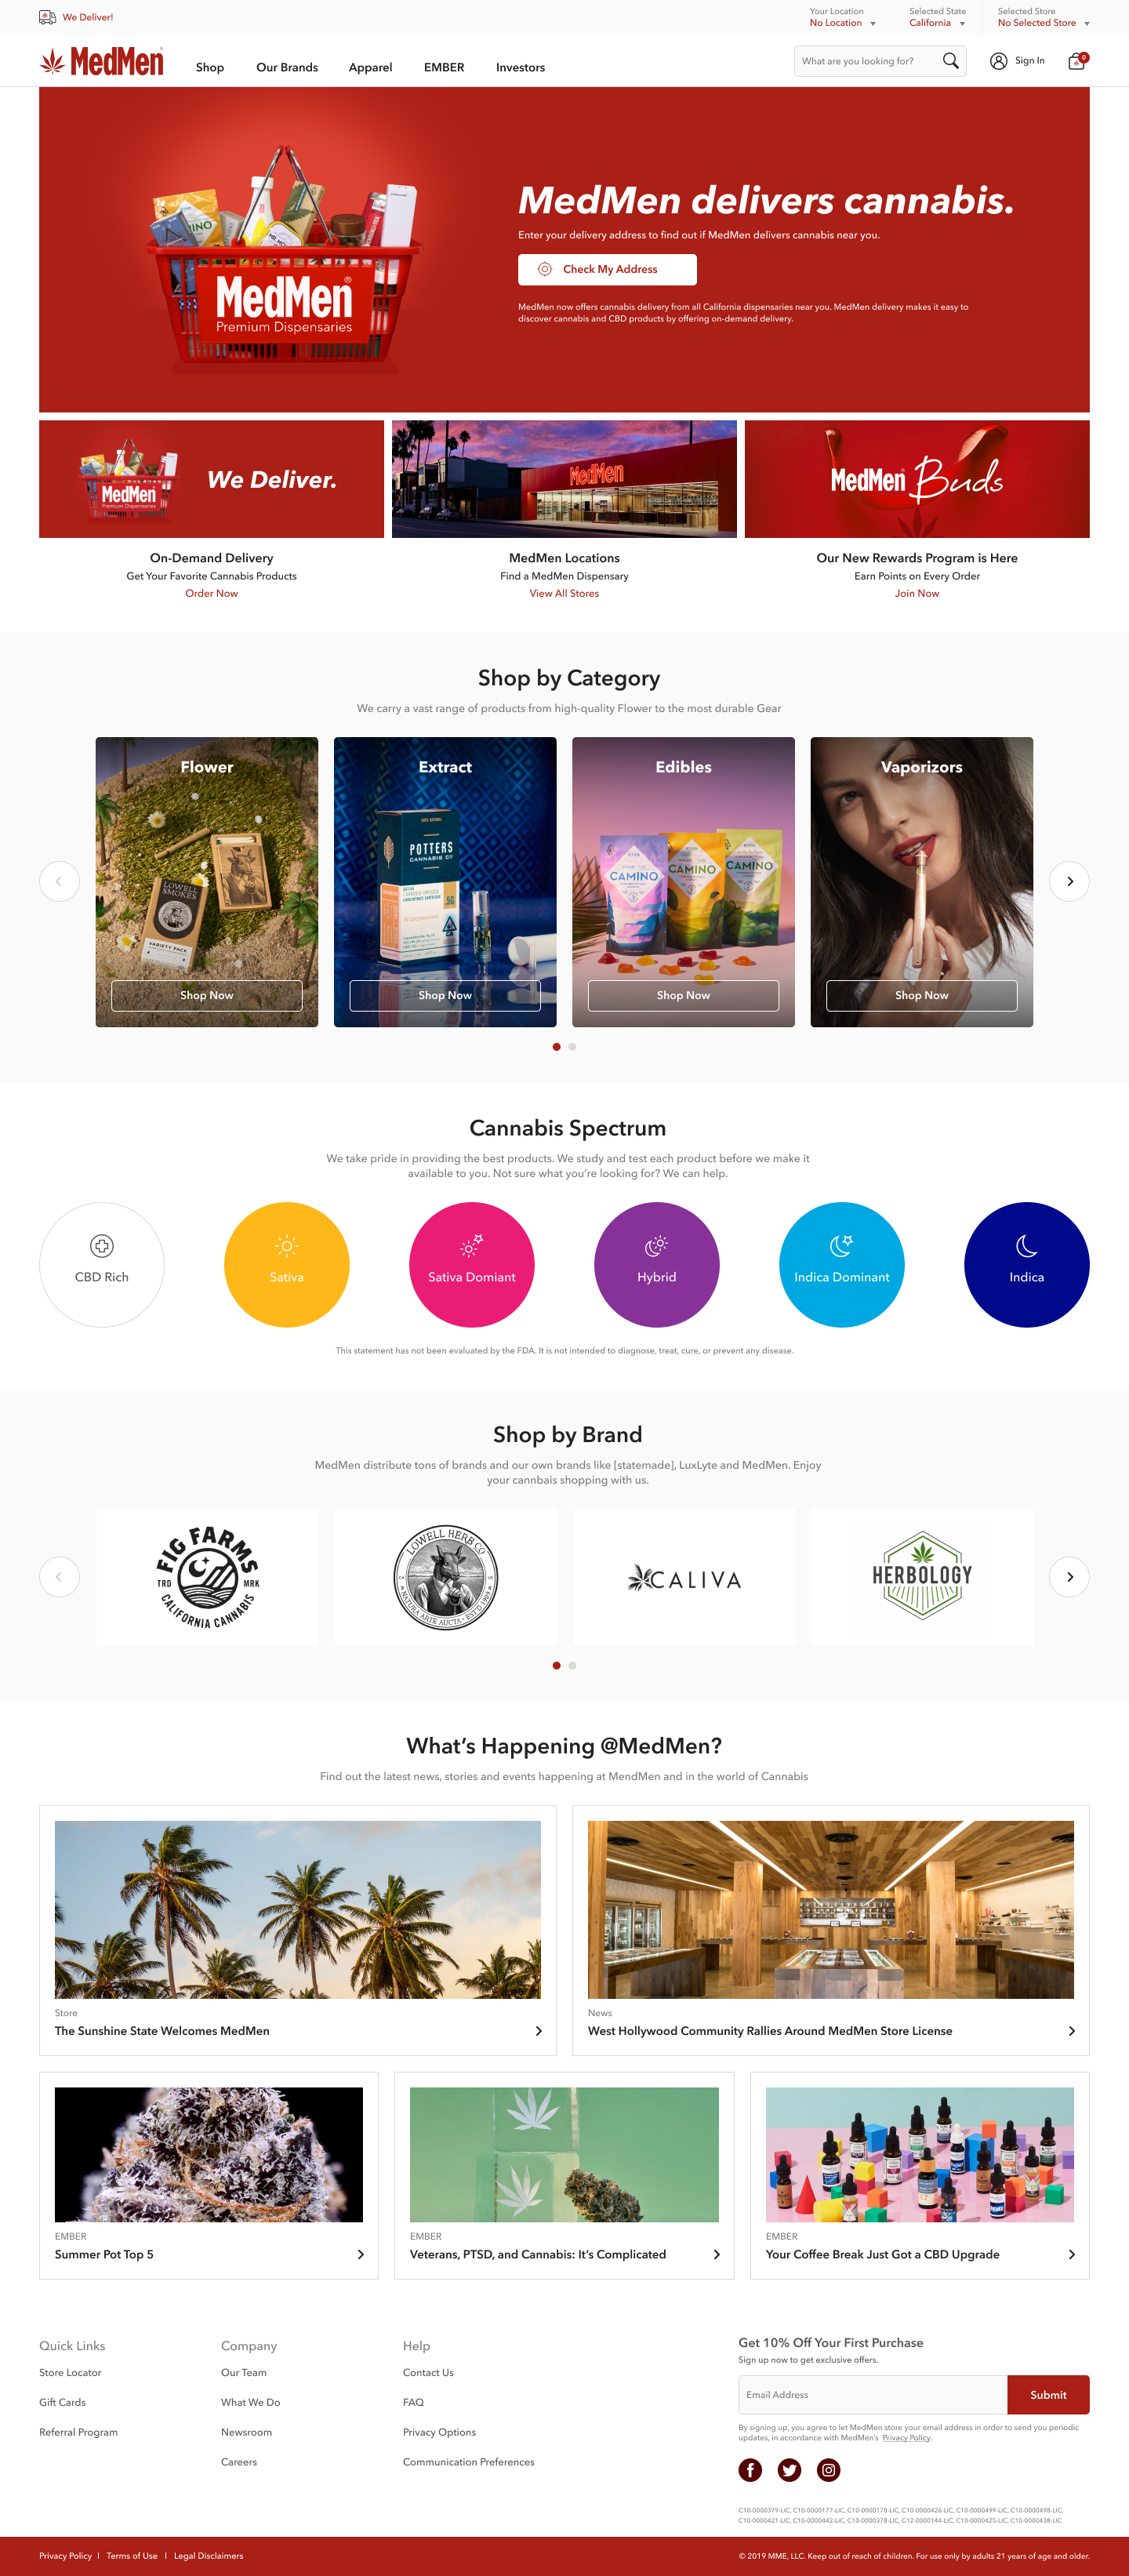 We Deliver!
Your Location
No Location
Selected State
California
Selected Store
No Selected Store
MedMen
Shop
Our Brands
Apparel
EMBER
Investors
What are you looking for?
Sign In
0
MedMen®
Premium Dispensaries
MedMen delivers cannabis.
Enter your delivery address to find out if MedMen delivers cannabis near you.
Check My Address
MedMen now offers cannabis delivery from all California dispensaries near you. MedMen delivery makes it easy to
discover cannabis and CBD products by offering on-demand delivery.
MedMen
Premium Dispensaries
We Deliver.
MedMen
MedMen® Buds
On-Demand Delivery
Get Your Favorite Cannabis Products
Order Now
MedMen Locations
Find a MedMen Dispensary
View All Stores
Our New Rewards Program is Here
Earn Points on Every Order
Join Now
Shop by Category
We carry a vast range of products from high-quality Flower to the most durable Gear
Flower
LOWELL
SMOKES
VARIETY PACK
Shop Now
Extract
POTTERS
CANNABIS CO
Watermelon
Shop Now
Edibles
CAMINO
CAMINO
CAMINO
Shop Now
Vaporizors
Shop Now
Cannabis Spectrum
We take pride in providing the best products. We study and test each product before we make it
available to you. Not sure what you’re looking for? We can help.
CBD Rich
Sativa
Sativa Domiant
Hybrid
Indica Dominant
Indica
This statement has not been evaluated by the FDA. It is not intended to diagnose, treat, cure, or prevent any disease.
Shop by Brand
MedMen distribute tons of brands and our own brands like [statemade], LuxLyte and MedMen. Enjoy
your cannbais shopping with us.
FIG FARMS
TRD MRK
CALIFORNIA CANNABIS
LOWELL HERB CO
CA NATURA ARTE AUCTA • ESTD 1909
CALIVA
HERBOLOGY
What’s Happening @MedMen?
Find out the latest news, stories and events happening at MendMen and in the world of Cannabis
Store
The Sunshine State Welcomes MedMen
News
West Hollywood Community Rallies Around MedMen Store License
EMBER
Summer Pot Top 5
EMBER
Veterans, PTSD, and Cannabis: It’s Complicated
EMBER
Your Coffee Break Just Got a CBD Upgrade
Quick Links
Store Locator
Gift Cards
Referral Program
Company
Our Team
What We Do
Newsroom
Careers
Help
Contact Us
FAQ
Privacy Options
Communication Preferences
Get 10% Off Your First Purchase
Sign up now to get exclusive offers.
Email Address
Submit
By signing up, you agree to let MedMen store your email address in order to send you periodic
updates, in accordance with MedMen’s Privacy Policy.
C10-0000379-LIC, C10-0000177-LIC, C10-0000178-LIC, C10-0000426-LIC, C10-0000499-LIC, C10-0000498-LIC,
C10-0000421-LIC, C10-0000442-LIC, C10-0000378-LIC, C12-0000144-LIC, C10-0000425-LIC, C10-0000438-LIC
Privacy Policy | Terms of Use | Legal Disclaimers
© 2019 MME, LLC. Keep out of reach of children. For use only by adults 21 years of age and older.